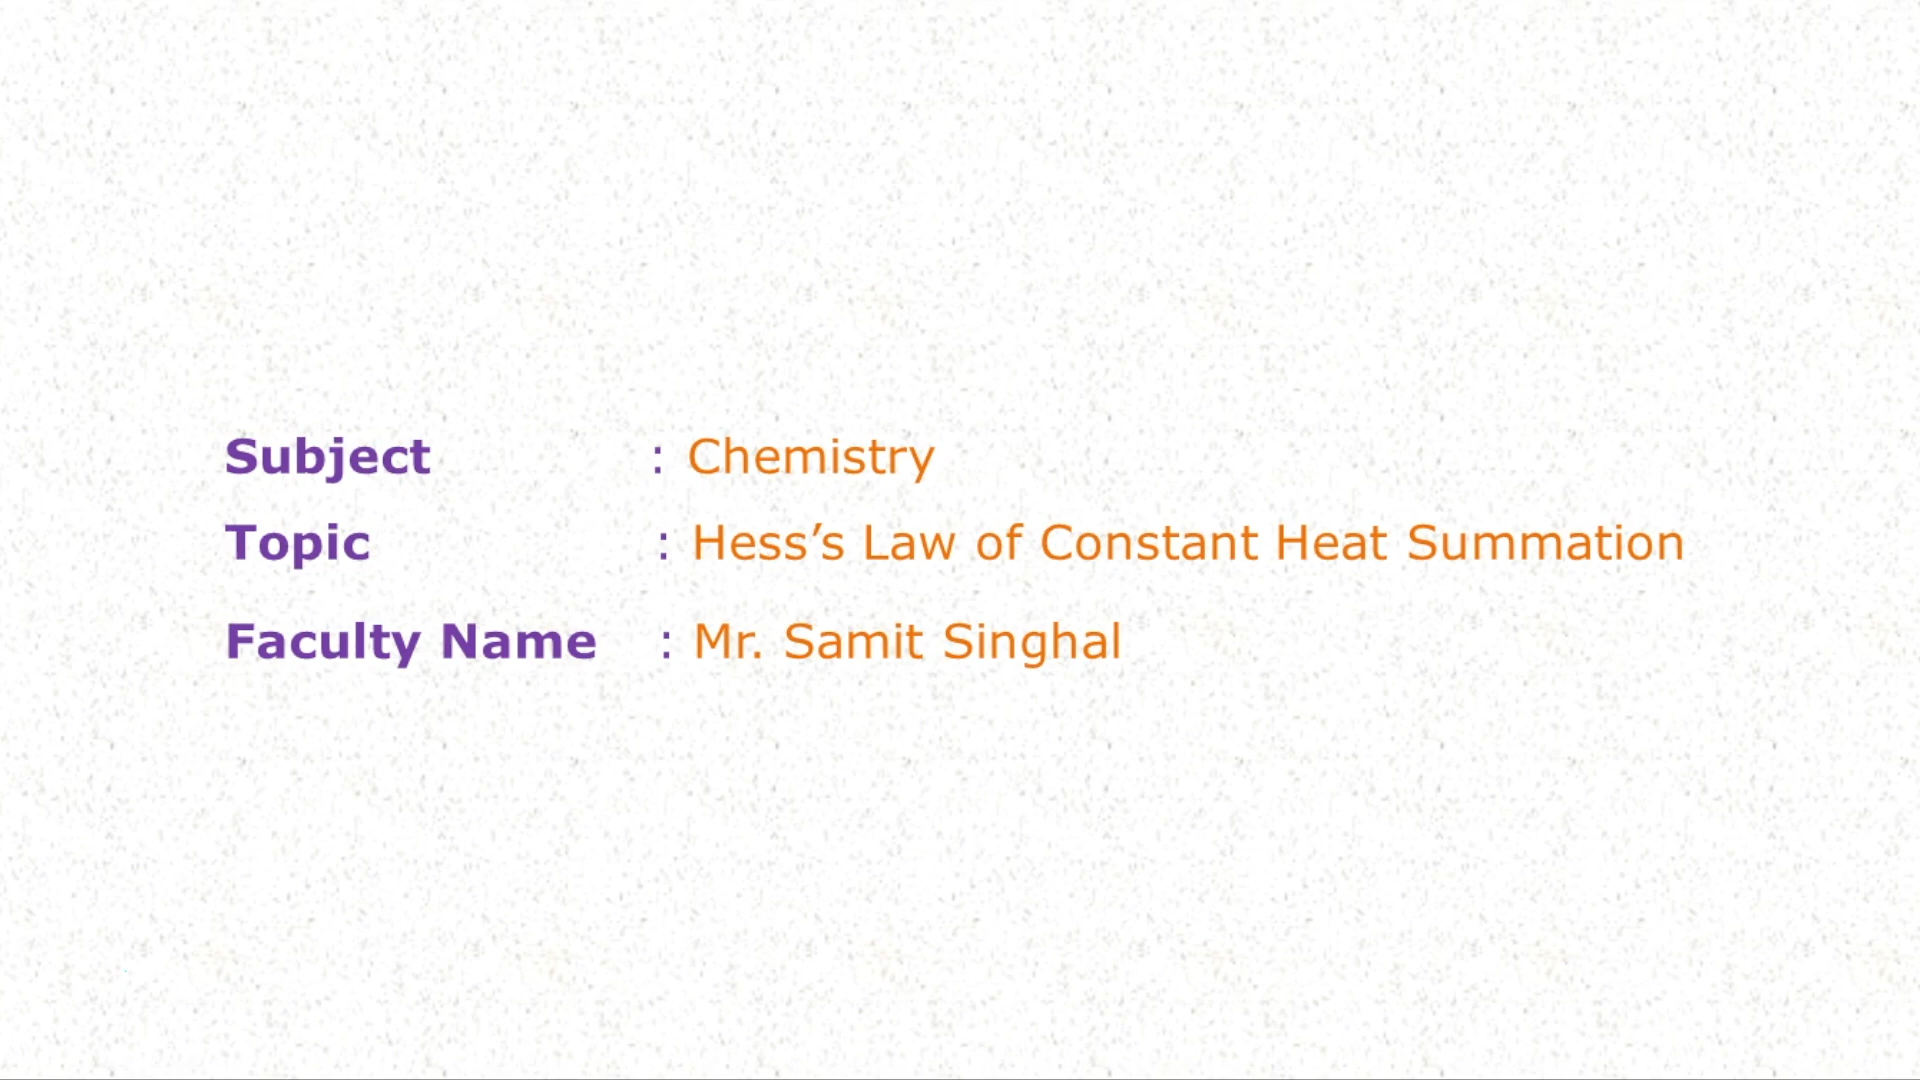 Subject : Chemistry
Topic : Hess’s Law of Constant Heat Summation
Faculty Name : Mr. Samit Singhal